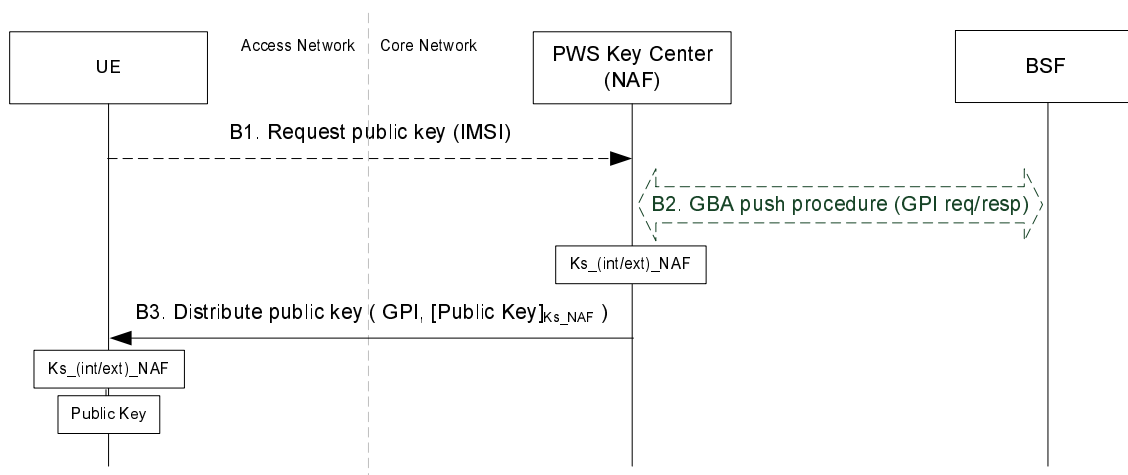 UE
Access Network
Core Network
PWS Key Center
(NAF)
BSF
B1. Request public key (IMSI)
B2. GBA push procedure (GPI req/resp)
Ks_(int/ext)_NAF
B3. Distribute public key ( GPI, [Public Key]Ks_NAF )
Ks_(int/ext)_NAF
Public Key